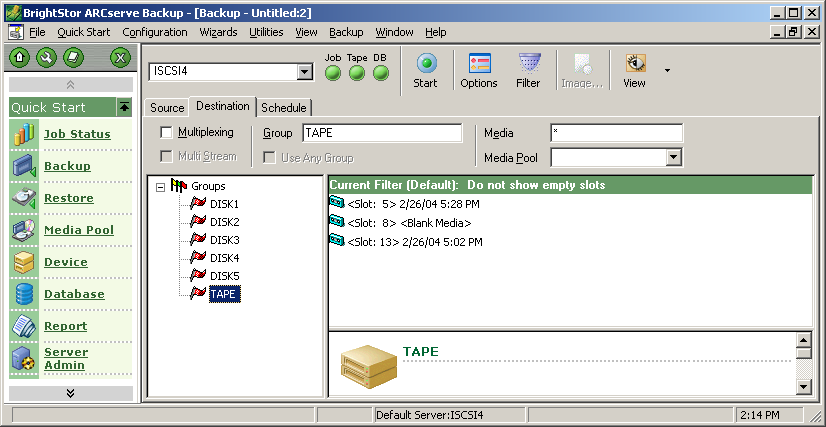 BrightStor ARCserve Backup - [Backup - Untitled:2]
File Quick Start Configuration Wizards Utilities View Backup Window Help
ISCSI4
Job Tape DB
Start
Options
Filter
Image...
View
Quick Start
Job Status
Backup
Restore
Media Pool
Device
Database
Report
Server
Admin
Source Destination Schedule
Multiplexing
Group TAPE
Media *
Multi Stream
Use Any Group
Media Pool
Groups
DISK1
DISK2
DISK3
DISK4
DISK5
TAPE
Current Filter (Default): Do not show empty slots
<Slot: 5> 2/26/04 5:28 PM
<Slot: 8> <Blank Media>
<Slot: 13> 2/26/04 5:02 PM
TAPE
Default Server:ISCSI4
2:14 PM